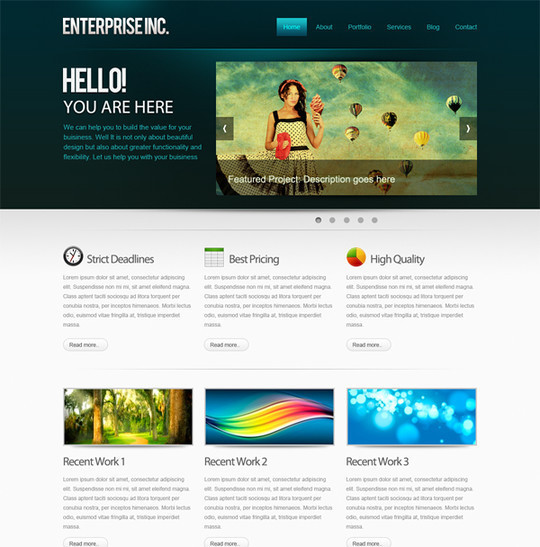 ENTERPRISE INC.
Home About Portfolio Services Blog Contact
HELLO!
YOU ARE HERE
We can help you to build the value for your
buisiness. Well It is not only about beautiful
design but also about greater functionality and
flexibility. Let us help you with your buisiness
Featured Project: Description goes here
Strict Deadlines
Lorem ipsum dolor sit amet, consectetur adipiscing
elit. Suspendisse non mi mi, sit amet eleifend magna.
Class aptent taciti sociosqu ad litora torquent per
conubia nostra, per inceptos himenaeos. Morbi lectus
odio, euismod vitae fringilla at, tristique imperdiet
massa.
Read more..
Best Pricing
Lorem ipsum dolor sit amet, consectetur adipiscing
elit. Suspendisse non mi mi, sit amet eleifend magna.
Class aptent taciti sociosqu ad litora torquent per
conubia nostra, per inceptos himenaeos. Morbi lectus
odio, euismod vitae fringilla at, tristique imperdiet
massa.
Read more..
High Quality
Lorem ipsum dolor sit amet, consectetur adipiscing
elit. Suspendisse non mi mi, sit amet eleifend magna.
Class aptent taciti sociosqu ad litora torquent per
conubia nostra, per inceptos himenaeos. Morbi lectus
odio, euismod vitae fringilla at, tristique imperdiet
massa.
Read more..
Recent Work 1
Lorem ipsum dolor sit amet, consectetur adipiscing
elit. Suspendisse non mi mi, sit amet eleifend magna.
Class aptent taciti sociosqu ad litora torquent per
conubia nostra, per inceptos himenaeos. Morbi lectus
odio, euismod vitae fringilla at, tristique imperdiet
massa.
Read more..
Recent Work 2
Lorem ipsum dolor sit amet, consectetur adipiscing
elit. Suspendisse non mi mi, sit amet eleifend magna.
Class aptent taciti sociosqu ad litora torquent per
conubia nostra, per inceptos himenaeos. Morbi lectus
odio, euismod vitae fringilla at, tristique imperdiet
massa.
Read more..
Recent Work 3
Lorem ipsum dolor sit amet, consectetur adipiscing
elit. Suspendisse non mi mi, sit amet eleifend magna.
Class aptent taciti sociosqu ad litora torquent per
conubia nostra, per inceptos himenaeos. Morbi lectus
odio, euismod vitae fringilla at, tristique imperdiet
massa.
Read more..